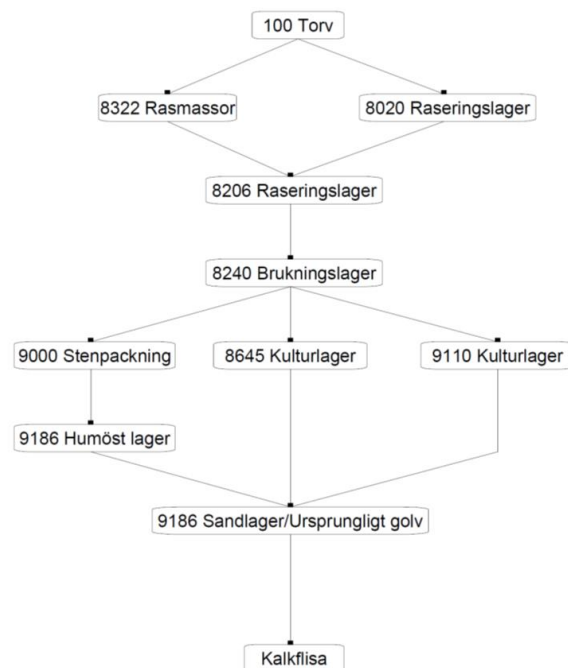 100 Torv
8322 Rasmassor
8020 Raseringslager
8206 Raseringslager
8240 Brukningslager
9000 Stenpackning
8645 Kulturlager
9110 Kulturlager
9186 Humöst lager
9186 Sandlager/Ursprungligt golv
Kalkflisa